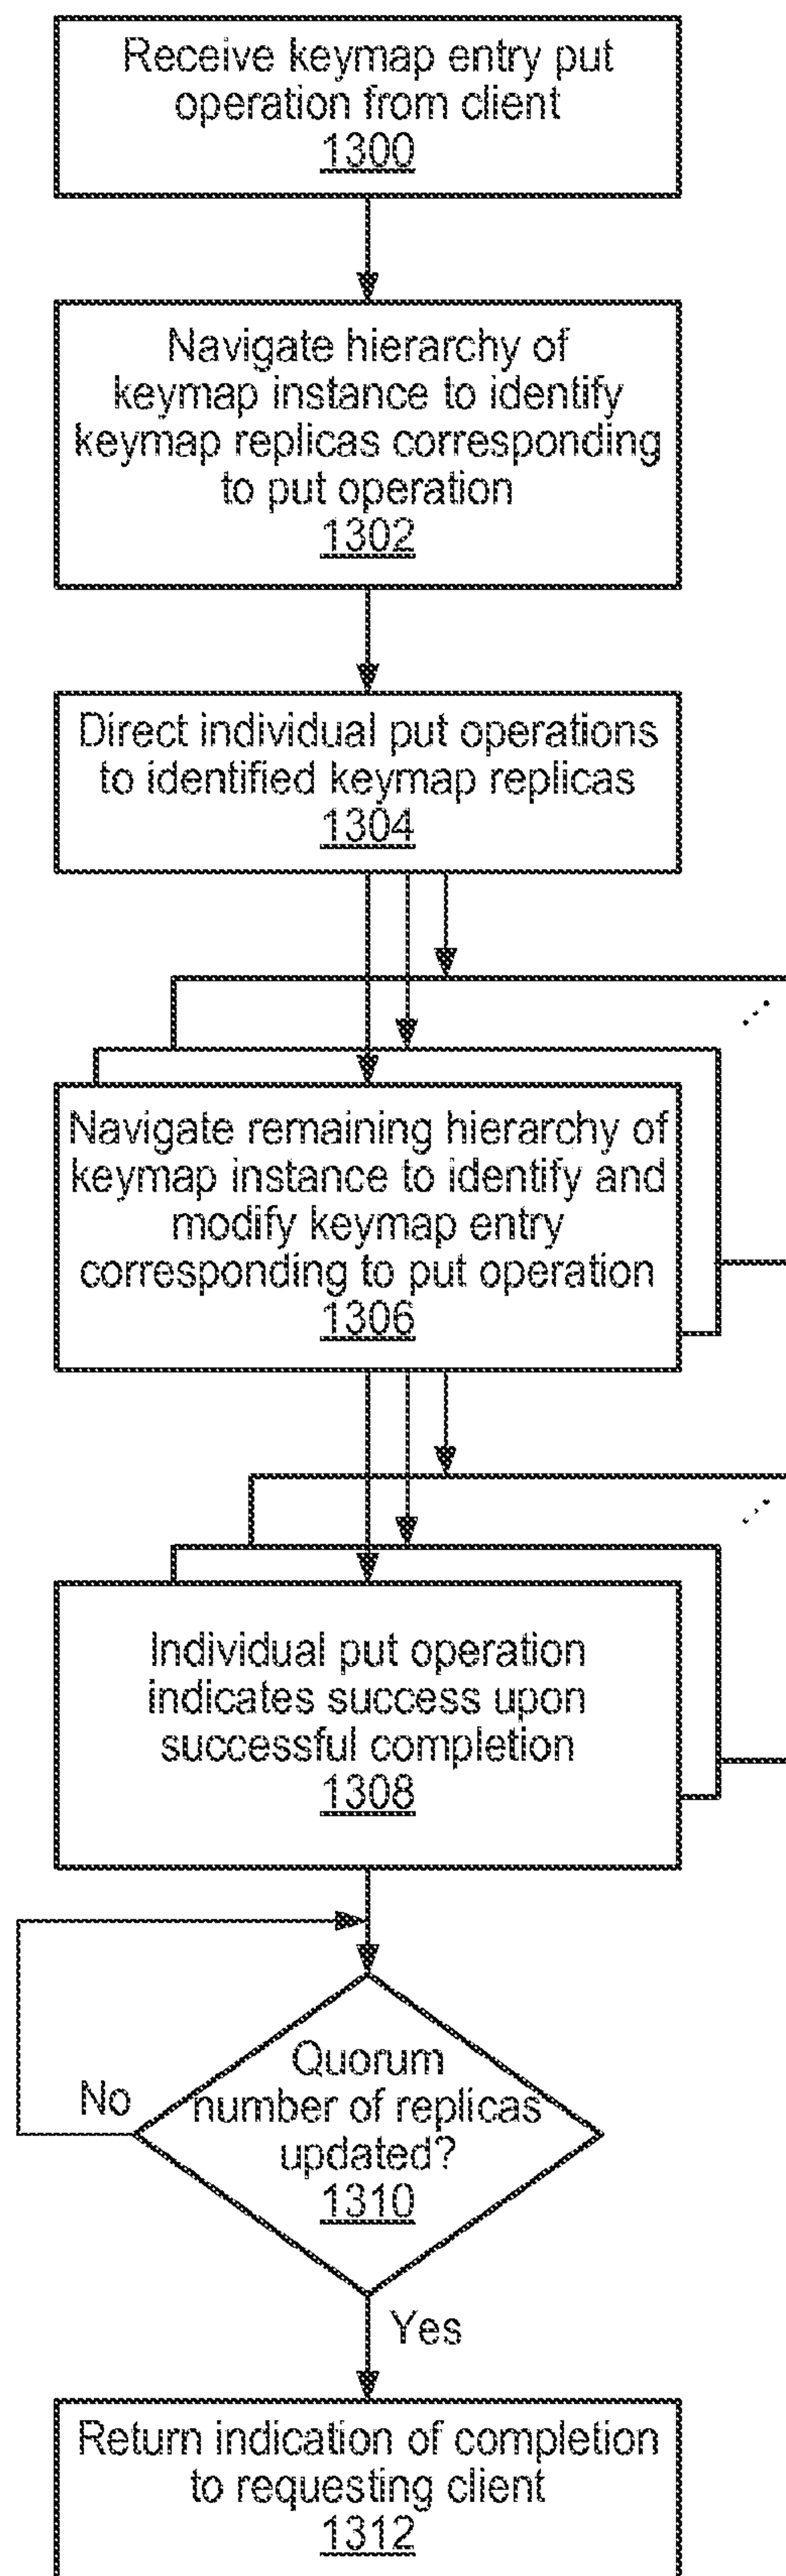 Receive keymap entry put
operation from client
1300
Navigate hierarchy of
keymap instance to identify
keymap replicas corresponding
to put operation
1302
Direct individual put operations
to identified keymap replicas
1304
Navigate remaining hierarchy of
keymap instance to identify and
modify keymap entry
corresponding to put operation
1306
Individual put operation
indicates success upon
successful completion
1308
Quorum
number of replicas
updated?
1310
No
Yes
Return indication of completion
to requesting client
1312